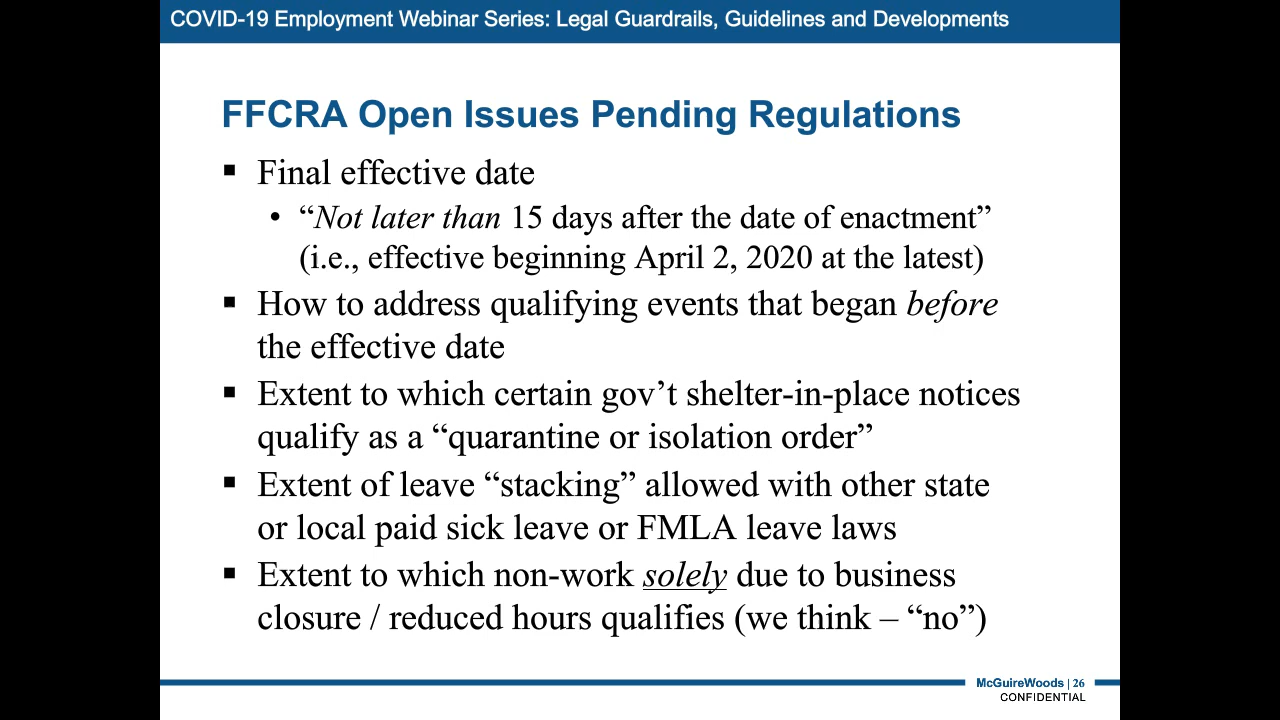 COVID-19 Employment Webinar Series: Legal Guardrails, Guidelines and Developments
FFCRA Open Issues Pending Regulations
▪ Final effective date
• “Not later than 15 days after the date of enactment”
(i.e., effective beginning April 2, 2020 at the latest)
▪ How to address qualifying events that began before
the effective date
▪ Extent to which certain gov’t shelter-in-place notices
qualify as a “quarantine or isolation order”
▪ Extent of leave “stacking” allowed with other state
or local paid sick leave or FMLA leave laws
▪ Extent to which non-work solely due to business
closure / reduced hours qualifies (we think – “no”)
McGuireWoods | 26
CONFIDENTIAL